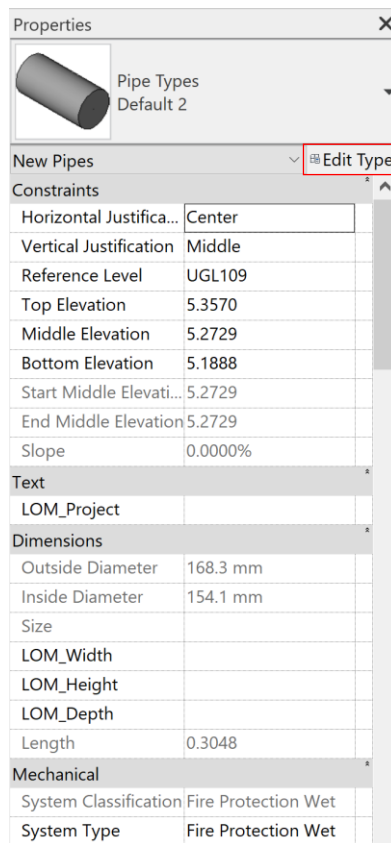 Properties
Pipe Types
Default 2
New Pipes Edit Type
Constraints
Horizontal Justifica... Center
Vertical Justification Middle
Reference Level UGL109
Top Elevation 5.3570
Middle Elevation 5.2729
Bottom Elevation 5.1888
Start Middle Elevati... 5.2729
End Middle Elevation 5.2729
Slope 0.0000%
Text
LOM_Project
Dimensions
Outside Diameter 168.3 mm
Inside Diameter 154.1 mm
Size
LOM_Width
LOM_Height
LOM_Depth
Length 0.3048
Mechanical
System Classification Fire Protection Wet
System Type Fire Protection Wet